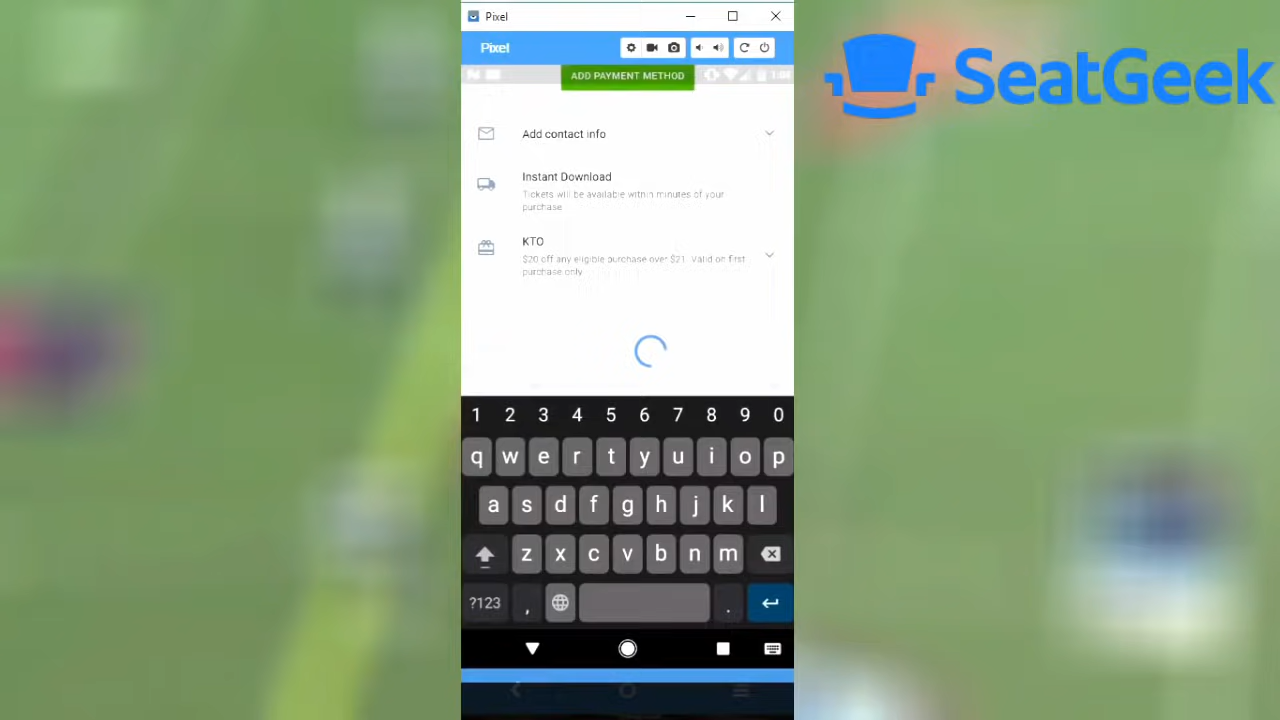 Pixel
Pixel
ADD PAYMENT METHOD
1:04
SeatGeek
Add contact info
Instant Download
Tickets will be available within minutes of your
purchase
KTO
$20 off any eligible purchase over $21. Valid on first
purchase only
1 2 3 4 5 6 7 8 9 0
q w e r t y u i o p
a s d f g h j k l
z x c v b n m
?123 , .